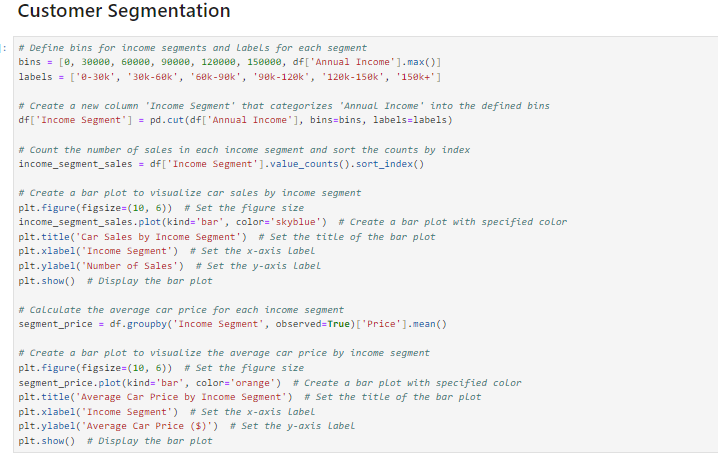 Customer Segmentation
]:
# Define bins for income segments and labels for each segment
bins = [0, 30000, 60000, 90000, 120000, 150000, df['Annual Income'].max()]
labels = ['0-30k', '30k-60k', '60k-90k', '90k-120k', '120k-150k', '150k+']
# Create a new column 'Income Segment' that categorizes 'Annual Income' into the defined bins
df['Income Segment'] = pd.cut(df['Annual Income'], bins=bins, labels=labels)
# Count the number of sales in each income segment and sort the counts by index
income_segment_sales = df['Income Segment'].value_counts().sort_index()
# Create a bar plot to visualize car sales by income segment
plt.figure(figsize=(10, 6))  # Set the figure size
income_segment_sales.plot(kind='bar', color='skyblue')  # Create a bar plot with specified color
plt.title('Car Sales by Income Segment')  # Set the title of the bar plot
plt.xlabel('Income Segment')  # Set the x-axis label
plt.ylabel('Number of Sales')  # Set the y-axis label
plt.show()  # Display the bar plot
# Calculate the average car price for each income segment
segment_price = df.groupby('Income Segment', observed=True)['Price'].mean()
# Create a bar plot to visualize the average car price by income segment
plt.figure(figsize=(10, 6))  # Set the figure size
segment_price.plot(kind='bar', color='orange')  # Create a bar plot with specified color
plt.title('Average Car Price by Income Segment')  # Set the title of the bar plot
plt.xlabel('Income Segment')  # Set the x-axis label
plt.ylabel('Average Car Price ($)')  # Set the y-axis label
plt.show()  # Display the bar plot